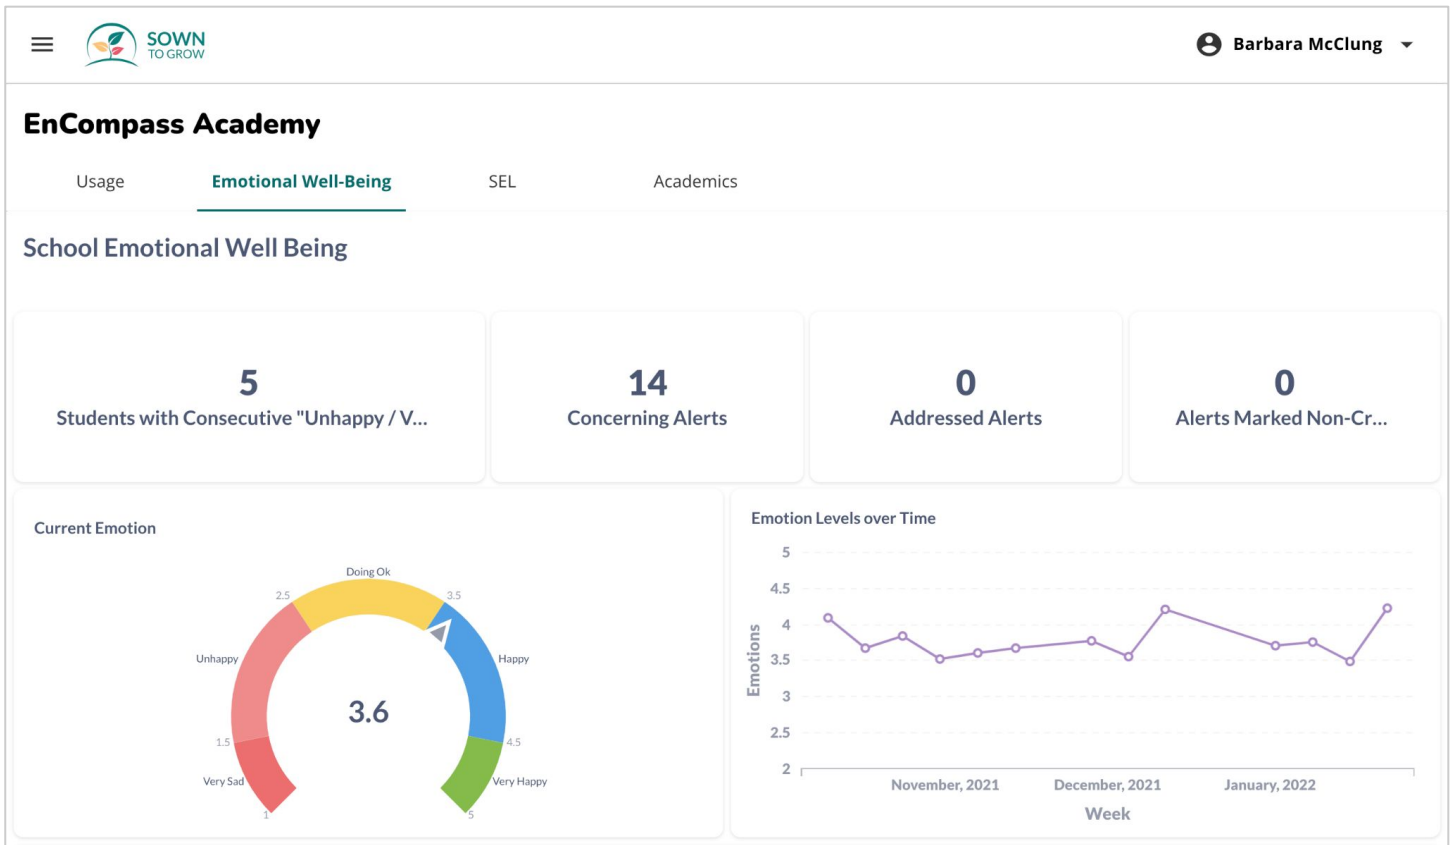 SOWN
TO GROW
Barbara McClung
EnCompass Academy
Usage
Emotional Well-Being
SEL
Academics
School Emotional Well Being
5
Students with Consecutive "Unhappy / V...
14
Concerning Alerts
0
Addressed Alerts
0
Alerts Marked Non-Cr...
Current Emotion
Doing Ok
2.5
3.5
Unhappy
Happy
3.6
1.5
4.5
Very Sad
Very Happy
1
5
Emotion Levels over Time
5
4.5
4
3.5
3
2.5
2
Emotions
November, 2021
December, 2021
January, 2022
Week